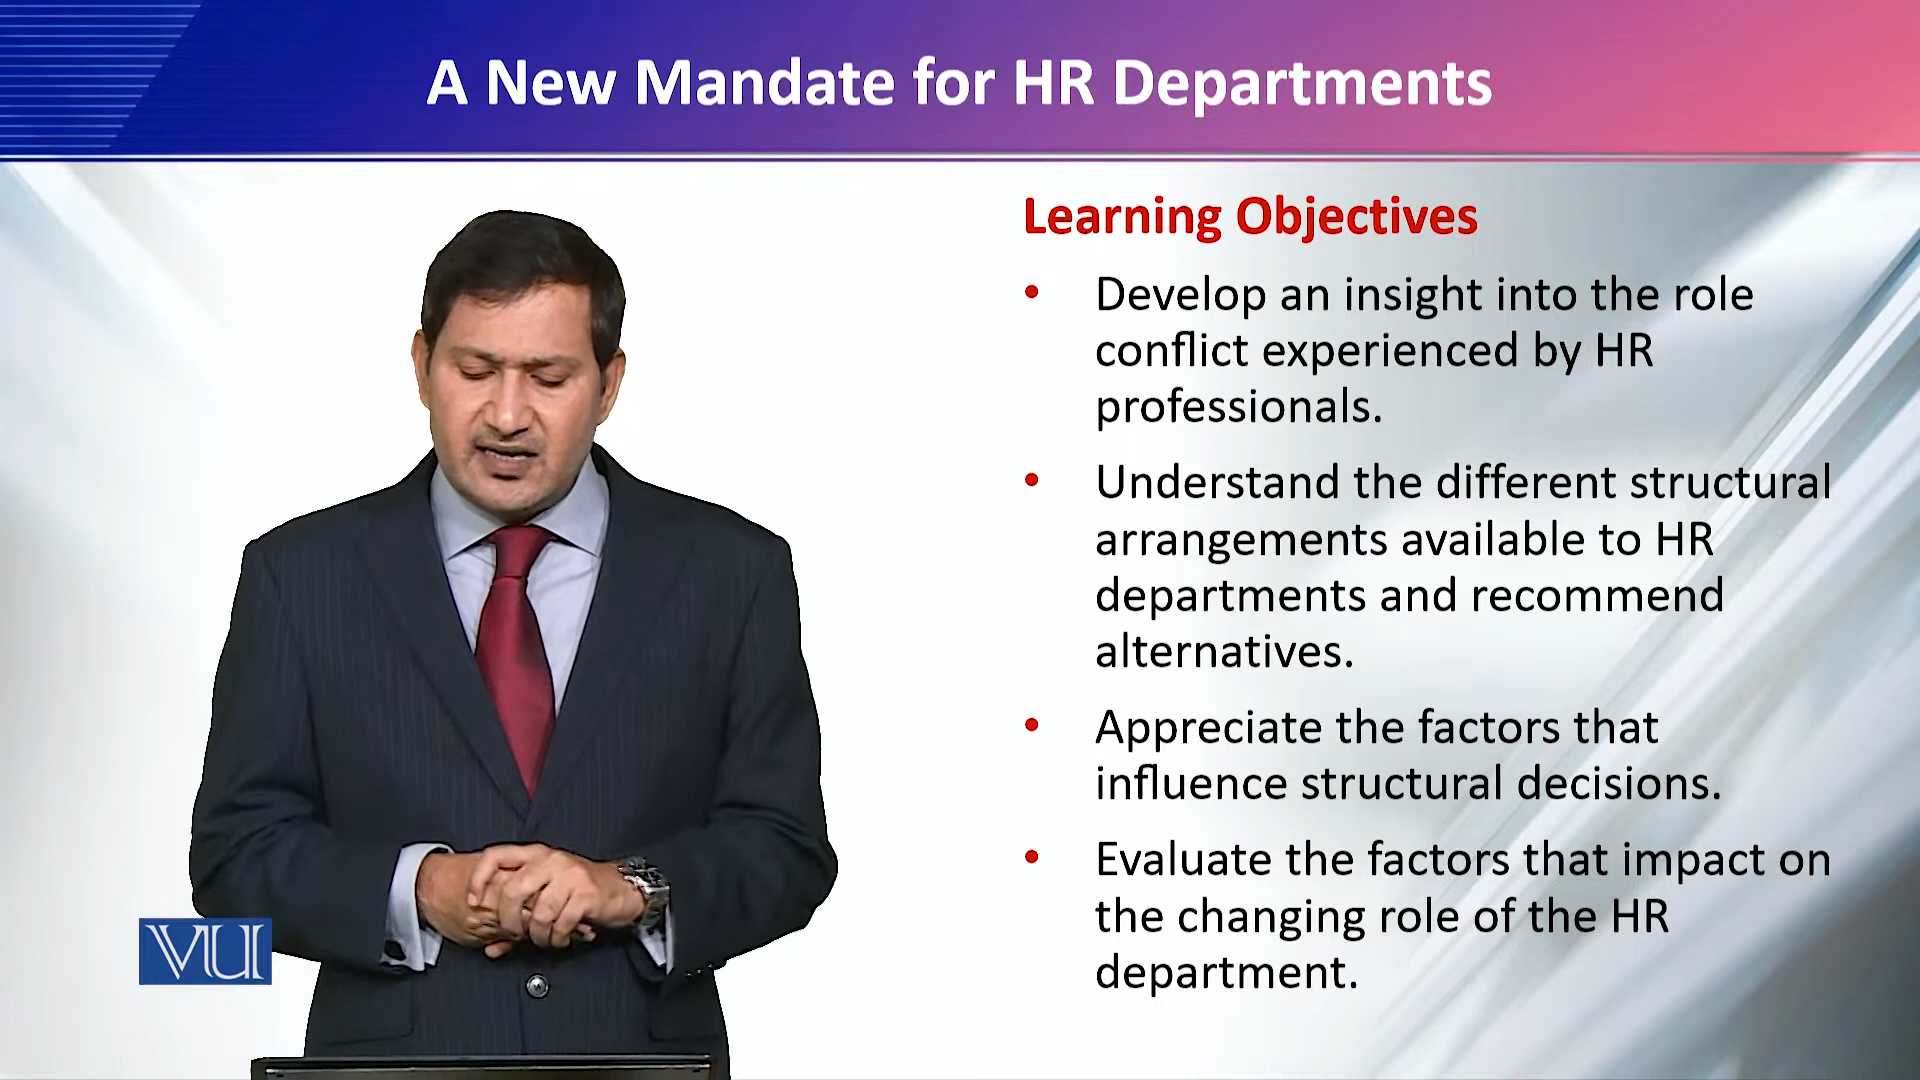 A New Mandate for HR Departments
Learning Objectives
• Develop an insight into the role
conflict experienced by HR
professionals.
• Understand the different structural
arrangements available to HR
departments and recommend
alternatives.
• Appreciate the factors that
influence structural decisions.
• Evaluate the factors that impact on
the changing role of the HR
department.
VU